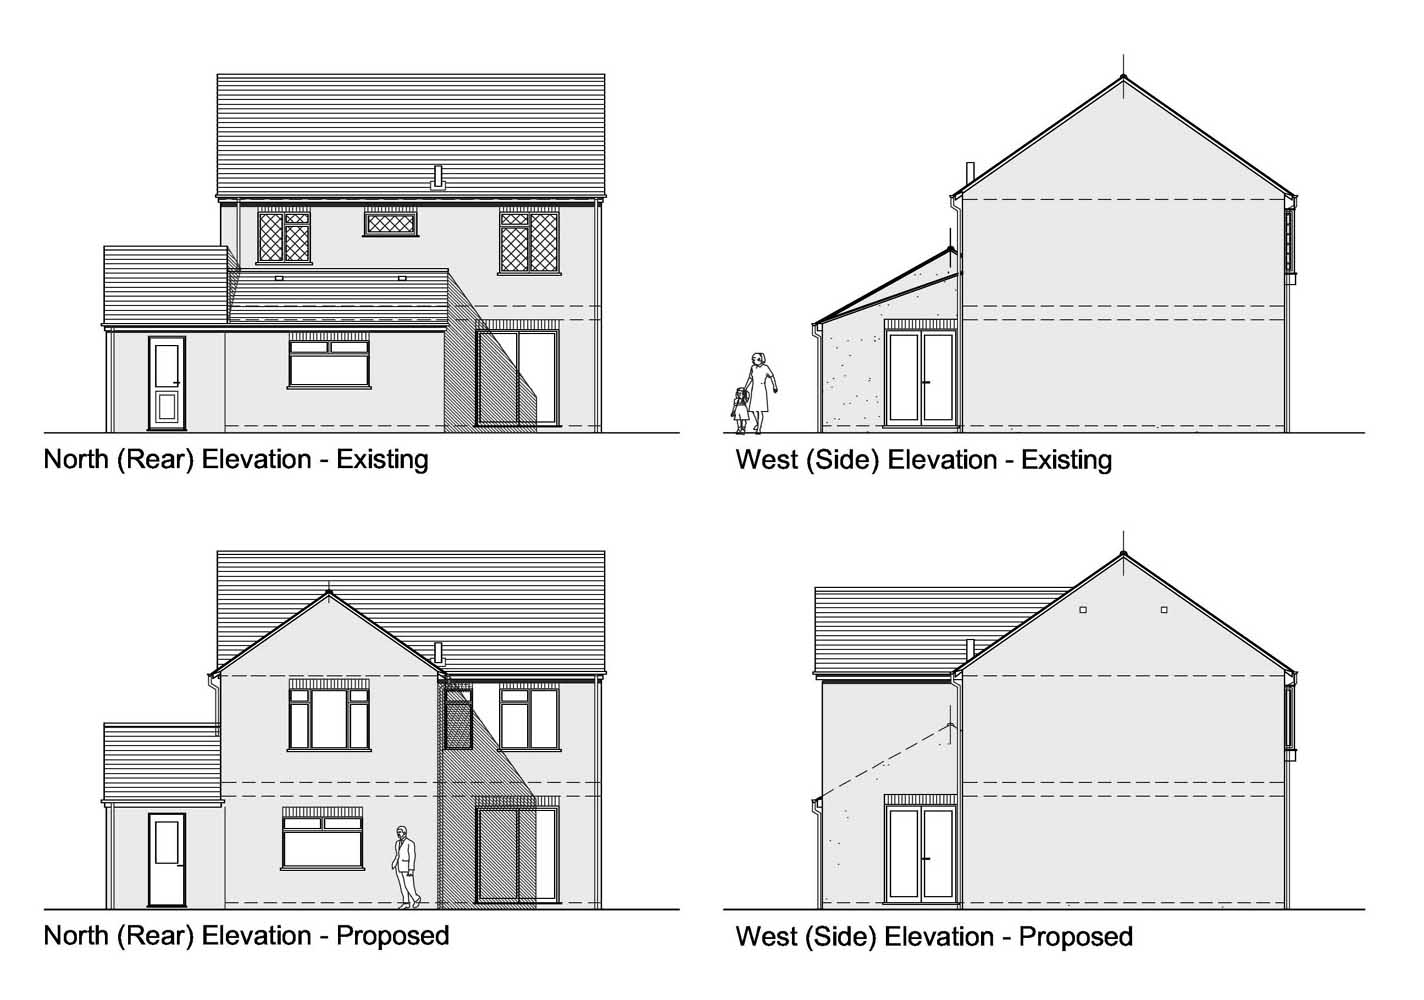 North (Rear) Elevation - Existing
West (Side) Elevation - Existing
North (Rear) Elevation - Proposed
West (Side) Elevation - Proposed